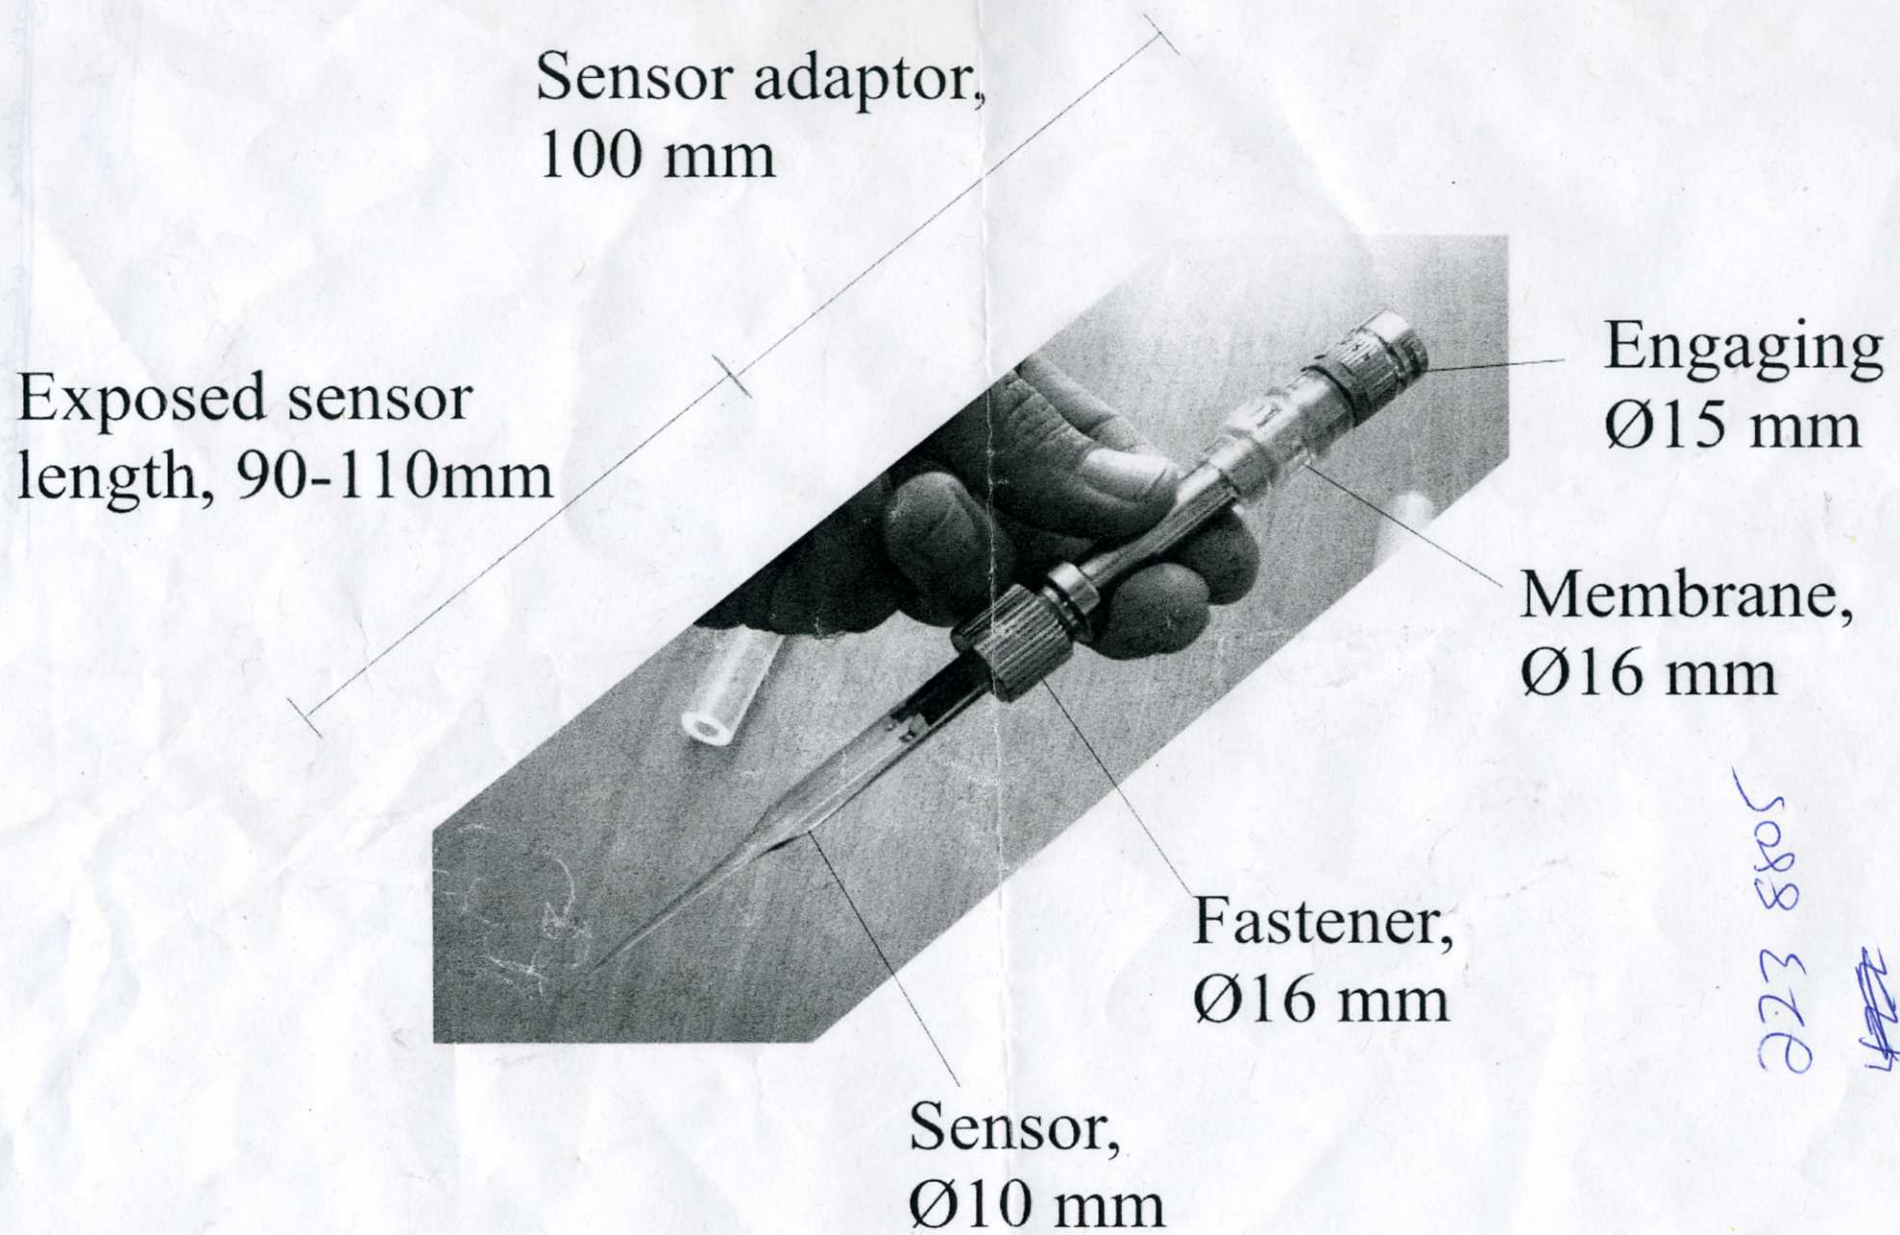 Sensor adaptor,
100 mm
Exposed sensor
length, 90-110mm
Engaging
Ø15 mm
Membrane,
Ø16 mm
Fastener,
Ø16 mm
Sensor,
Ø10 mm
223 8805